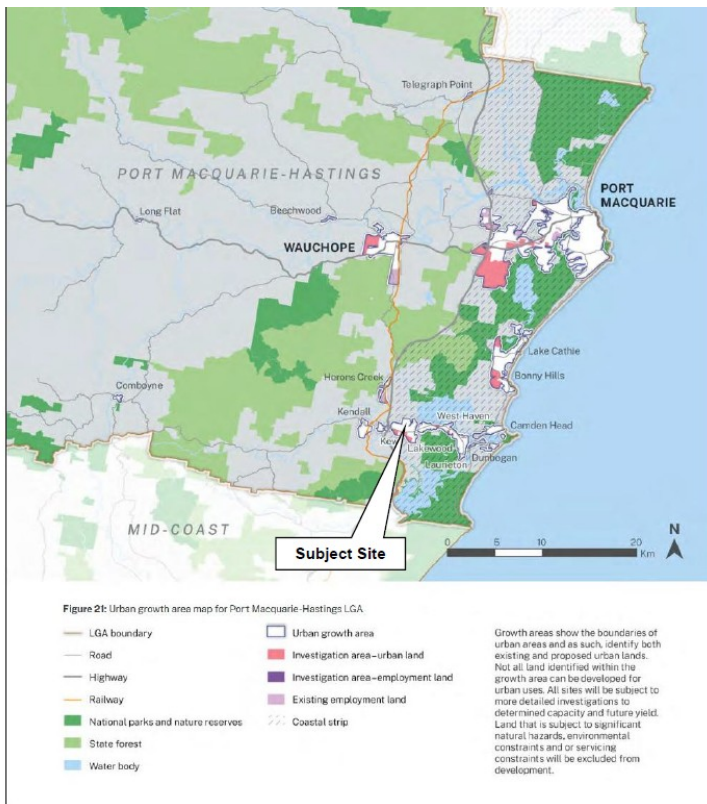 Telegraph Point
PORT MACQUARIE-HASTINGS
PORT
MACQUARIE
Long Flat
Beechwood
WAUCHOPE
Lake Cathie
Bonny Hills
Comboyne
Herons Creek
Kendall
West Haven
Camden Head
Kew
Lakewood
Laurieton
Dunbogan
MID-COAST
Subject Site
N
0 5 10 20
Km
Figure 21: Urban growth area map for Port Macquarie-Hastings LGA
LGA boundary
Road
Highway
Railway
National parks and nature reserves
State forest
Water body
Urban growth area
Investigation area–urban land
Investigation area–employment land
Existing employment land
Coastal strip
Growth areas show the boundaries of
urban areas and as such, identify both
existing and proposed urban lands.
Not all land identified within the
growth area can be developed for
urban uses. All sites will be subject to
more detailed investigations to
determined capacity and future yield.
Land that is subject to significant
natural hazards, environmental
constraints and or servicing
constraints will be excluded from
development.